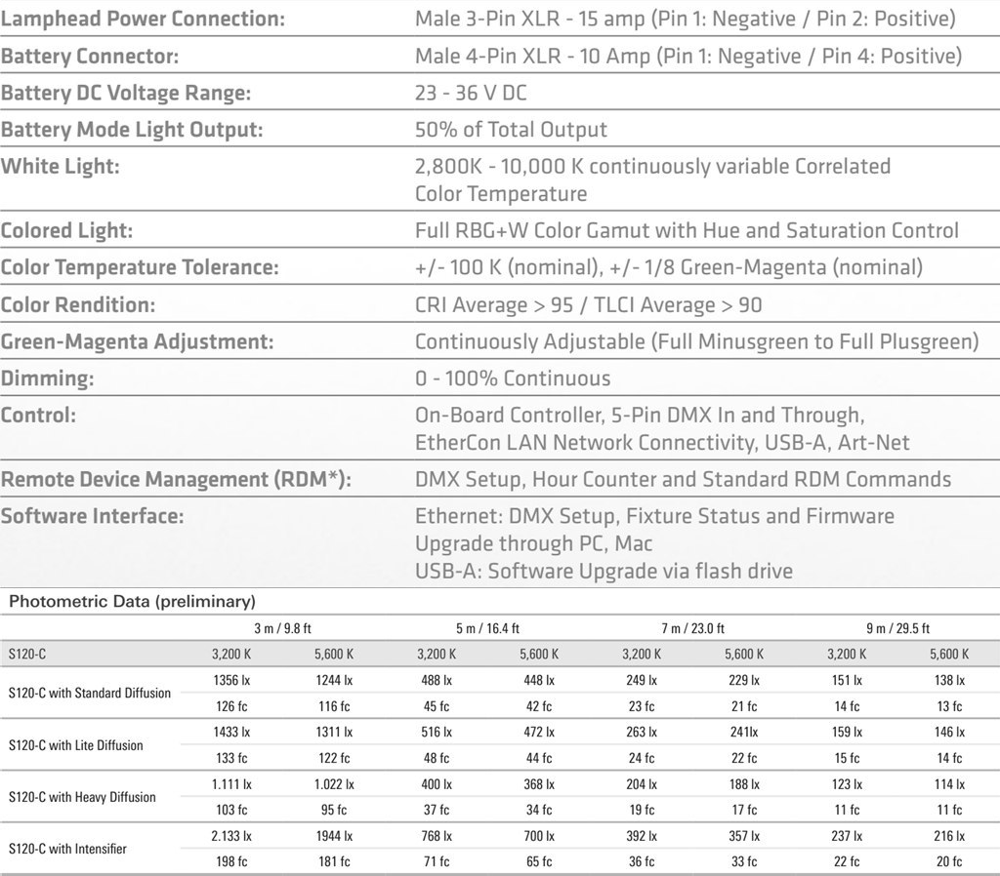 Lamphead Power Connection: Male 3-Pin XLR - 15 amp (Pin 1: Negative / Pin 2: Positive)
Battery Connector: Male 4-Pin XLR - 10 Amp (Pin 1: Negative / Pin 4: Positive)
Battery DC Voltage Range: 23 - 36 V DC
Battery Mode Light Output: 50% of Total Output
White Light: 2,800K - 10,000 K continuously variable Correlated
Color Temperature
Colored Light: Full RBG+W Color Gamut with Hue and Saturation Control
Color Temperature Tolerance: +/- 100 K (nominal), +/- 1/8 Green-Magenta (nominal)
Color Rendition: CRI Average > 95 / TLCI Average > 90
Green-Magenta Adjustment: Continuously Adjustable (Full Minusgreen to Full Plusgreen)
Dimming: 0 - 100% Continuous
Control: On-Board Controller, 5-Pin DMX In and Through,
EtherCon LAN Network Connectivity, USB-A, Art-Net
Remote Device Management (RDM*): DMX Setup, Hour Counter and Standard RDM Commands
Software Interface: Ethernet: DMX Setup, Fixture Status and Firmware
Upgrade through PC, Mac
USB-A: Software Upgrade via flash drive
Photometric Data (preliminary)
3 m / 9.8 ft 5 m / 16.4 ft 7 m / 23.0 ft 9 m / 29.5 ft
S120-C 3,200 K 5,600 K 3,200 K 5,600 K 3,200 K 5,600 K 3,200 K 5,600 K
S120-C with Standard Diffusion 1356 lx 1244 lx 488 lx 448 lx 249 lx 229 lx 151 lx 138 lx
126 fc 116 fc 45 fc 42 fc 23 fc 21 fc 14 fc 13 fc
S120-C with Lite Diffusion 1433 lx 1311 lx 516 lx 472 lx 263 lx 241lx 159 lx 146 lx
133 fc 122 fc 48 fc 44 fc 24 fc 22 fc 15 fc 14 fc
S120-C with Heavy Diffusion 1.111 lx 1.022 lx 400 lx 368 lx 204 lx 188 lx 123 lx 114 lx
103 fc 95 fc 37 fc 34 fc 19 fc 17 fc 11 fc 11 fc
S120-C with Intensifier 2.133 lx 1944 lx 768 lx 700 lx 392 lx 357 lx 237 lx 216 lx
198 fc 181 fc 71 fc 65 fc 36 fc 33 fc 22 fc 20 fc